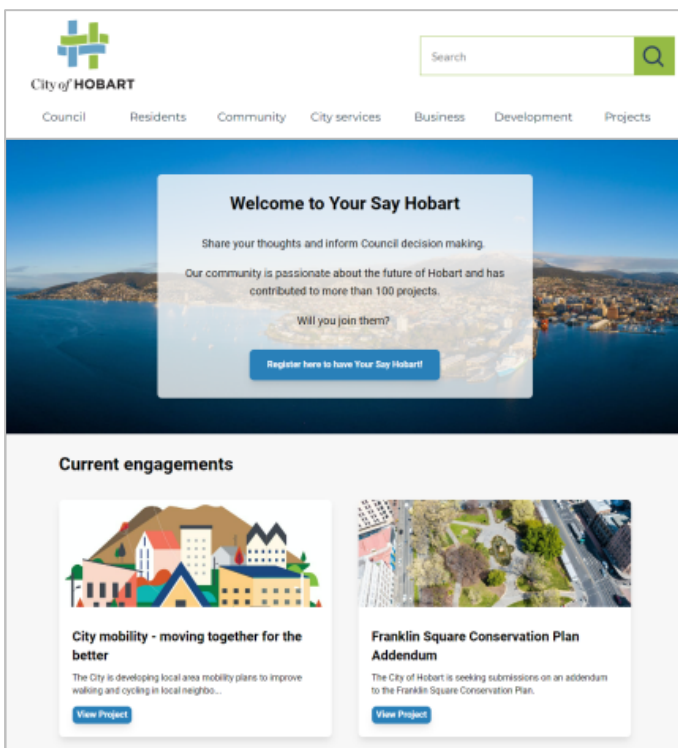 City of HOBART
Search
Council Residents Community City services Business Development Projects
Welcome to Your Say Hobart
Share your thoughts and inform Council decision making.
Our community is passionate about the future of Hobart and has
contributed to more than 100 projects.
Will you join them?
Register here to have Your Say Hobart!
Current engagements
City mobility - moving together for the
better
The City is developing local area mobility plans to improve
walking and cycling in local neighbo...
View Project
Franklin Square Conservation Plan
Addendum
The City of Hobart is seeking submissions on an addendum
to the Franklin Square Conservation Plan.
View Project